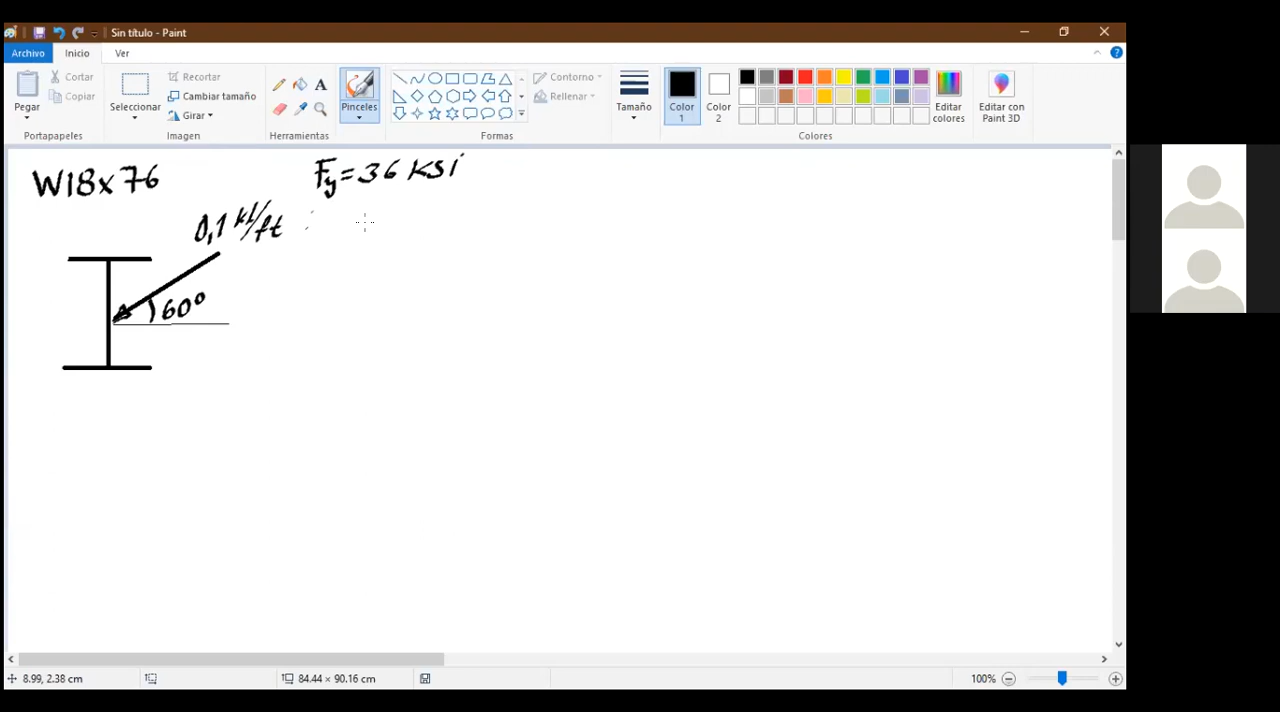 Sin título - Paint
Archivo Inicio Ver
Pegar
Cortar
Copiar
Portapapeles
Seleccionar
Recortar
Cambiar tamaño
Girar
Imagen
A
Herramientas
Pinceles
Contorno
Rellenar
Formas
Tamaño
Color 1
Color 2
Editar colores
Colores
Editar con Paint 3D
W18x76
Fy=36 ksi
0,1 kl/ft
60°
8.99, 2.38 cm
84.44 × 90.16 cm
100%